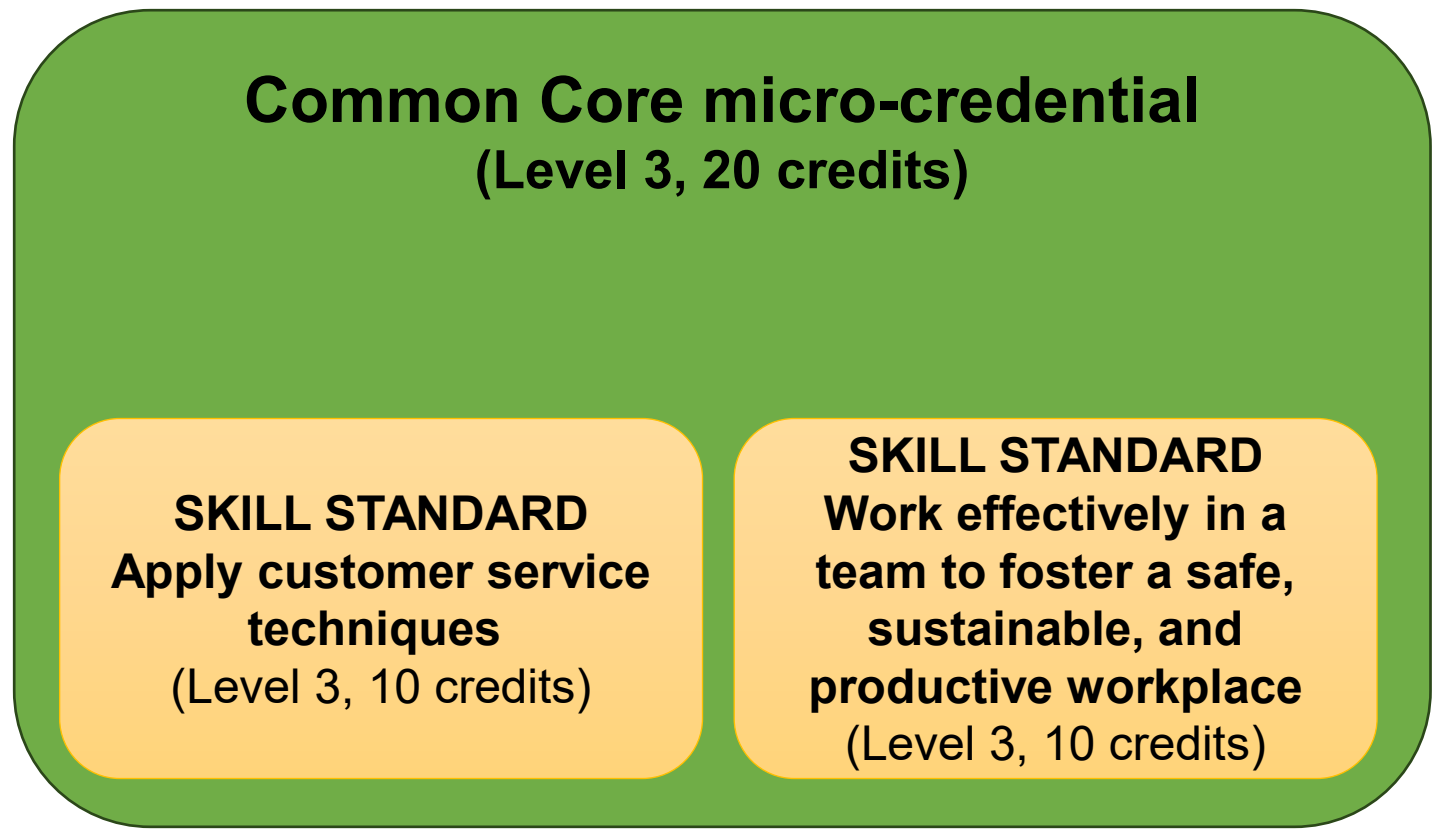 Common Core micro-credential
(Level 3, 20 credits)
SKILL STANDARD
Apply customer service
techniques
(Level 3, 10 credits)
SKILL STANDARD
Work effectively in a
team to foster a safe,
sustainable, and
productive workplace
(Level 3, 10 credits)